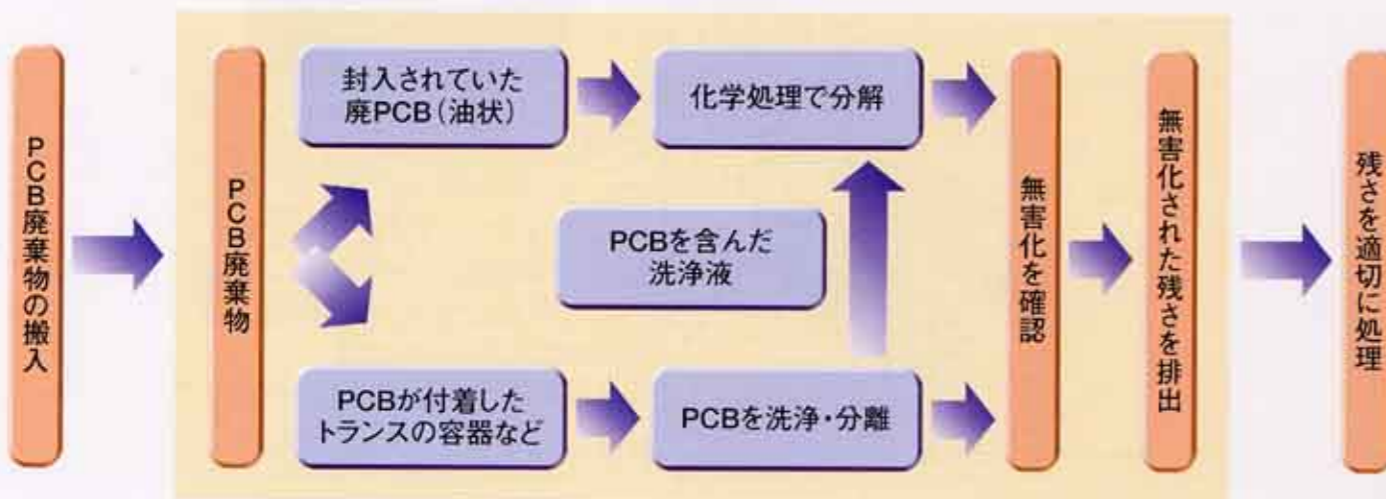 PCB廃棄物の搬入
PCB廃棄物
封入されていた
廃PCB（油状）
化学処理で分解
PCBを含んだ
洗浄液
PCBが付着した
トランスの容器など
PCBを洗浄・分離
無害化を確認
無害化された残さを排出
残さを適切に処理